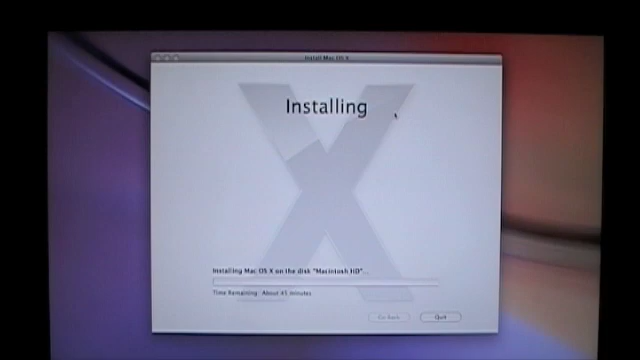 Install Mac OS X
Installing
Installing Mac OS X on the disk "Macintosh HD"...
Time Remaining: About 45 minutes
Go Back
Quit